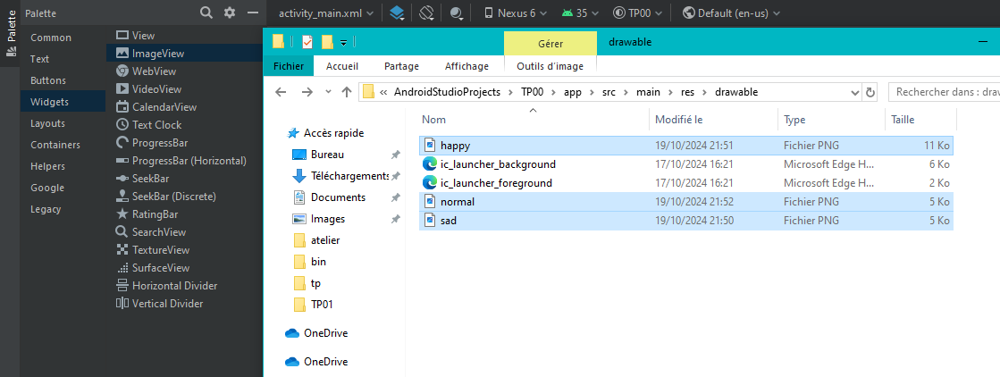 Palette
Palette
activity_main.xml
Nexus 6
35
TP00
Default (en-us)
Common
Text
Buttons
Widgets
Layouts
Containers
Helpers
Google
Legacy
View
ImageView
WebView
VideoView
CalendarView
Text Clock
ProgressBar
ProgressBar (Horizontal)
SeekBar
SeekBar (Discrete)
RatingBar
SearchView
TextureView
SurfaceView
Horizontal Divider
Vertical Divider
Gérer drawable
Fichier Accueil Partage Affichage Outils d'image
« AndroidStudioProjects > TP00 > app > src > main > res > drawable
Rechercher dans : drav
Accès rapide
Bureau
Téléchargements
Documents
Images
atelier
bin
tp
TP01
OneDrive
OneDrive
Nom Modifié le Type Taille
happy 19/10/2024 21:51 Fichier PNG 11 Ko
ic_launcher_background 17/10/2024 16:21 Microsoft Edge H... 6 Ko
ic_launcher_foreground 17/10/2024 16:21 Microsoft Edge H... 2 Ko
normal 19/10/2024 21:52 Fichier PNG 5 Ko
sad 19/10/2024 21:50 Fichier PNG 5 Ko